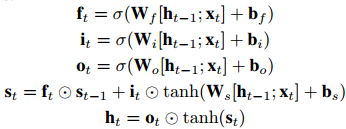 f_t = σ(W_f[h_{t−1}; x_t] + b_f)
i_t = σ(W_i[h_{t−1}; x_t] + b_i)
o_t = σ(W_o[h_{t−1}; x_t] + b_o)
s_t = f_t ⊙ s_{t−1} + i_t ⊙ tanh(W_s[h_{t−1}; x_t] + b_s)
h_t = o_t ⊙ tanh(s_t)